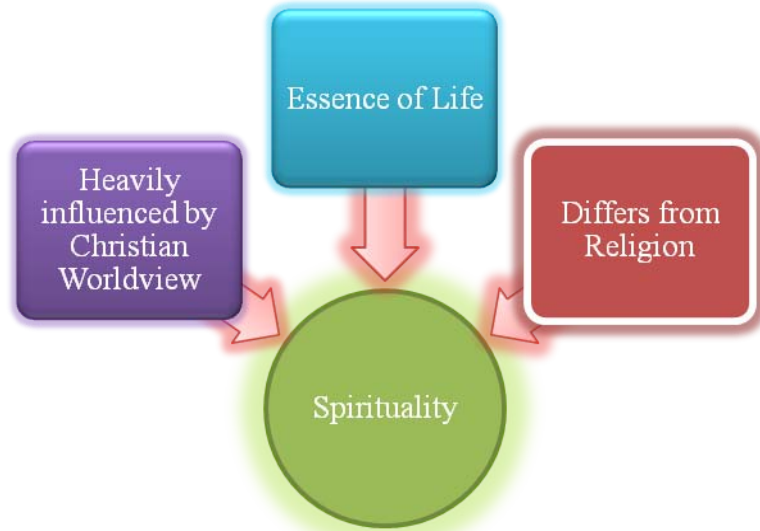 Essence of Life
Heavily
influenced by
Christian
Worldview
Differs from
Religion
Spirituality